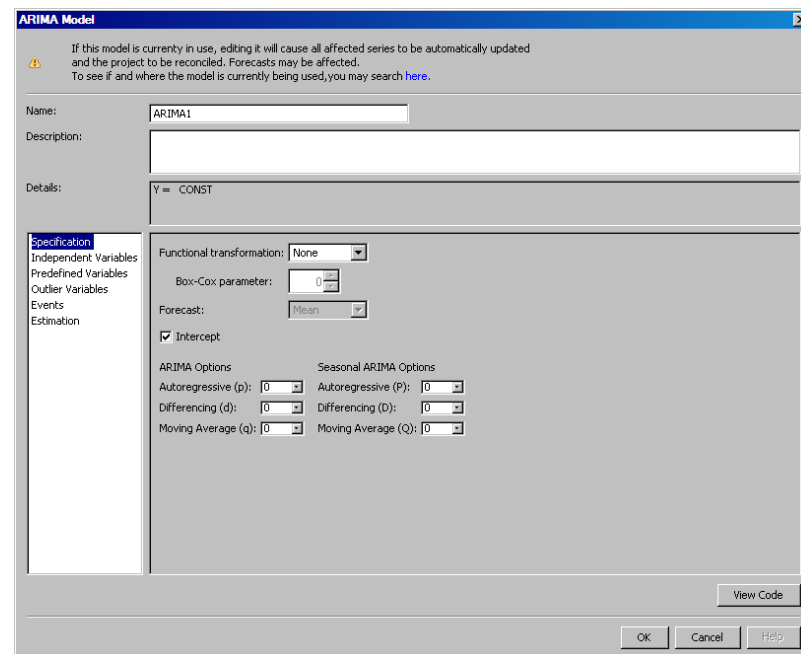 ARIMA Model
If this model is currenty in use, editing it will cause all affected series to be automatically updated
and the project to be reconciled. Forecasts may be affected.
To see if and where the model is currently being used,you may search here.
Name: ARIMA1
Description:
Details: Y = CONST
Specification
Independent Variables
Predefined Variables
Outlier Variables
Events
Estimation
Functional transformation: None
Box-Cox parameter: 0
Forecast: Mean
Intercept
ARIMA Options Seasonal ARIMA Options
Autoregressive (p): 0 Autoregressive (P): 0
Differencing (d): 0 Differencing (D): 0
Moving Average (q): 0 Moving Average (Q): 0
View Code
OK Cancel Help